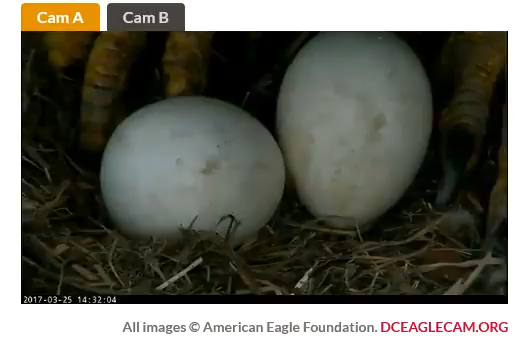 Cam A
Cam B
2017-03-25 14:32:04
All images © American Eagle Foundation. DCEAGLECAM.ORG